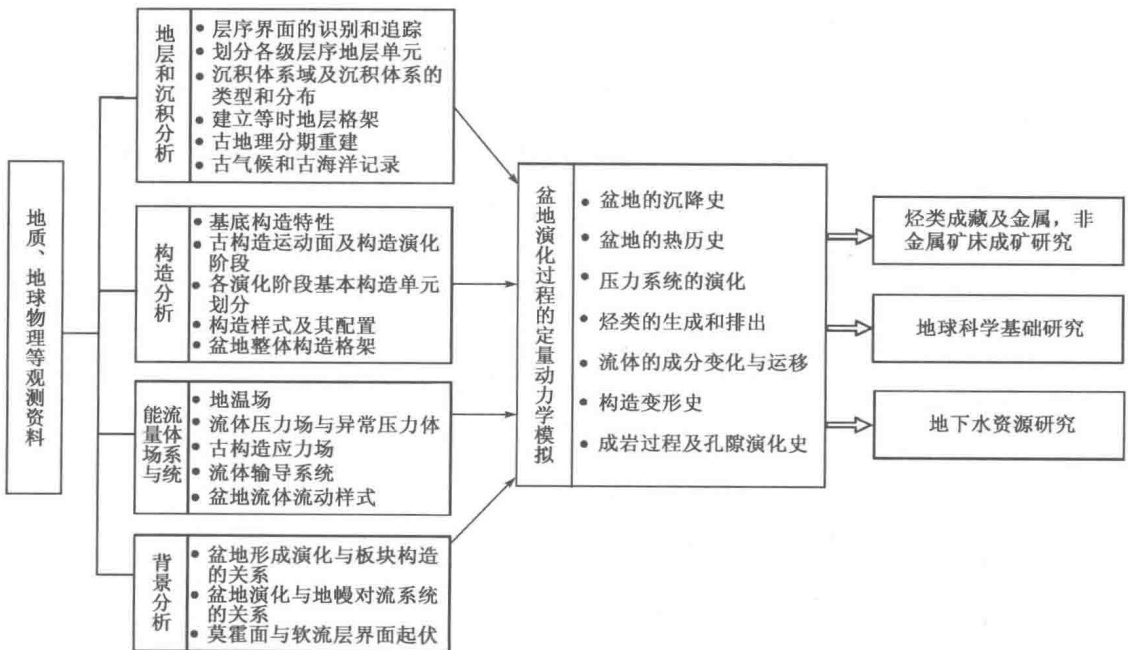 地质、地球物理等观测资料
地层和沉积分析
• 层序界面的识别和追踪
• 划分各级层序地层单元
• 沉积体系域及沉积体系的
类型和分布
• 建立等时地层格架
• 古地理分期重建
• 古气候和古海洋记录
构造分析
• 基底构造特性
• 古构造运动面及构造演化
阶段
• 各演化阶段基本构造单元
划分
• 构造样式及其配置
• 盆地整体构造格架
能量场与
流体系统
• 地温场
• 流体压力场与异常压力体
• 古构造应力场
• 流体输导系统
• 盆地流体流动样式
背景分析
• 盆地形成演化与板块构造
的关系
• 盆地演化与地幔对流系统
的关系
• 莫霍面与软流层界面起伏
盆地演化过程的定量动力学模拟
• 盆地的沉降史
• 盆地的热历史
• 压力系统的演化
• 烃类的生成和排出
• 流体的成分变化与运移
• 构造变形史
• 成岩过程及孔隙演化史
烃类成藏及金属，非
金属矿床成矿研究
地球科学基础研究
地下水资源研究